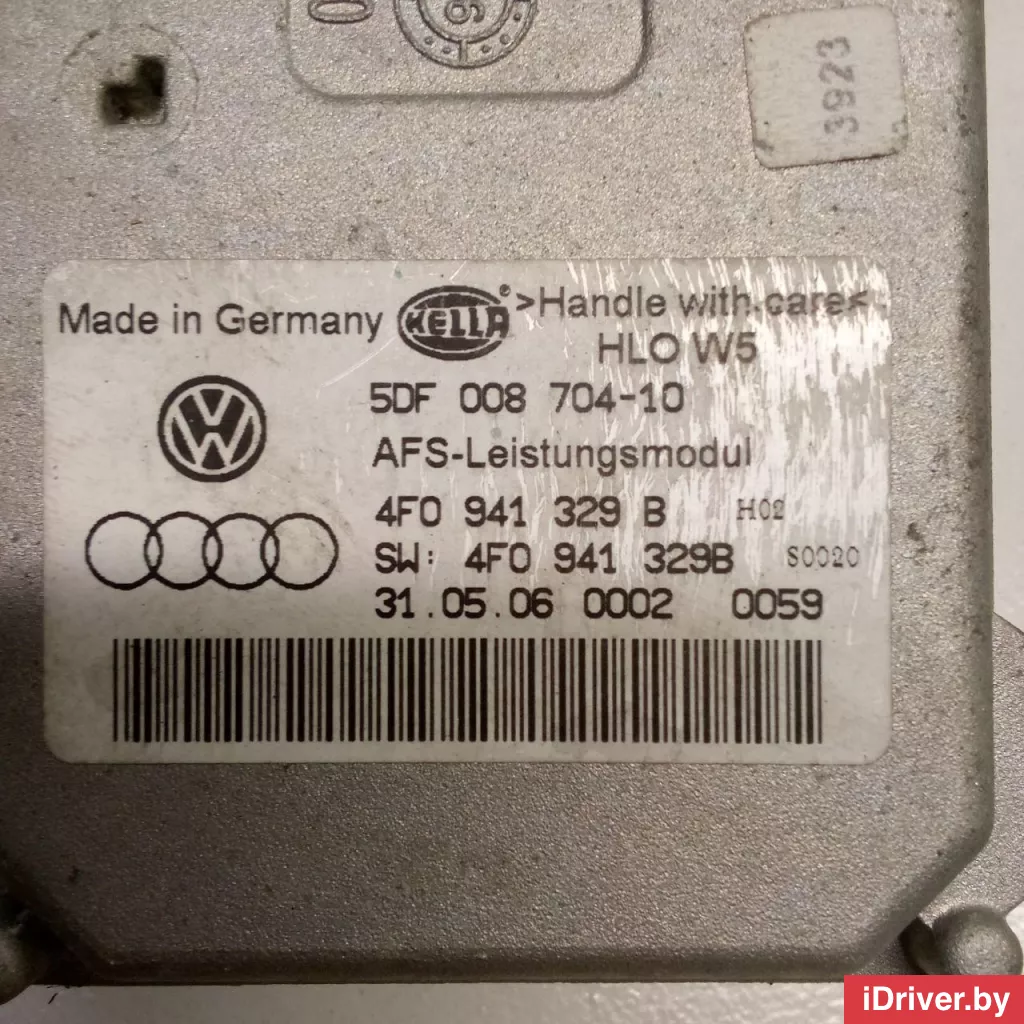 3923
Made in Germany HELLA ® >Handle with care<
HLO W5
5DF 008 704-10
AFS-Leistungsmodul
4F0 941 329 B H02
SW: 4F0 941 329B S0020
31.05.06 0002 0059
iDriver.by